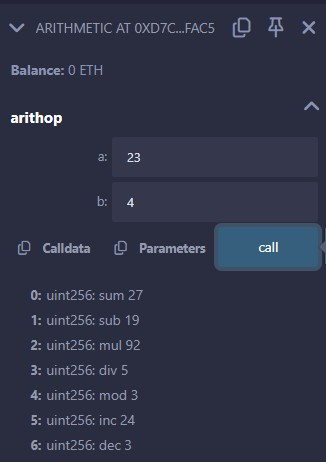 ARITHMETIC AT 0XD7C...FAC5
Balance: 0 ETH
arithop
a: 23
b: 4
Calldata Parameters call
0: uint256: sum 27
1: uint256: sub 19
2: uint256: mul 92
3: uint256: div 5
4: uint256: mod 3
5: uint256: inc 24
6: uint256: dec 3